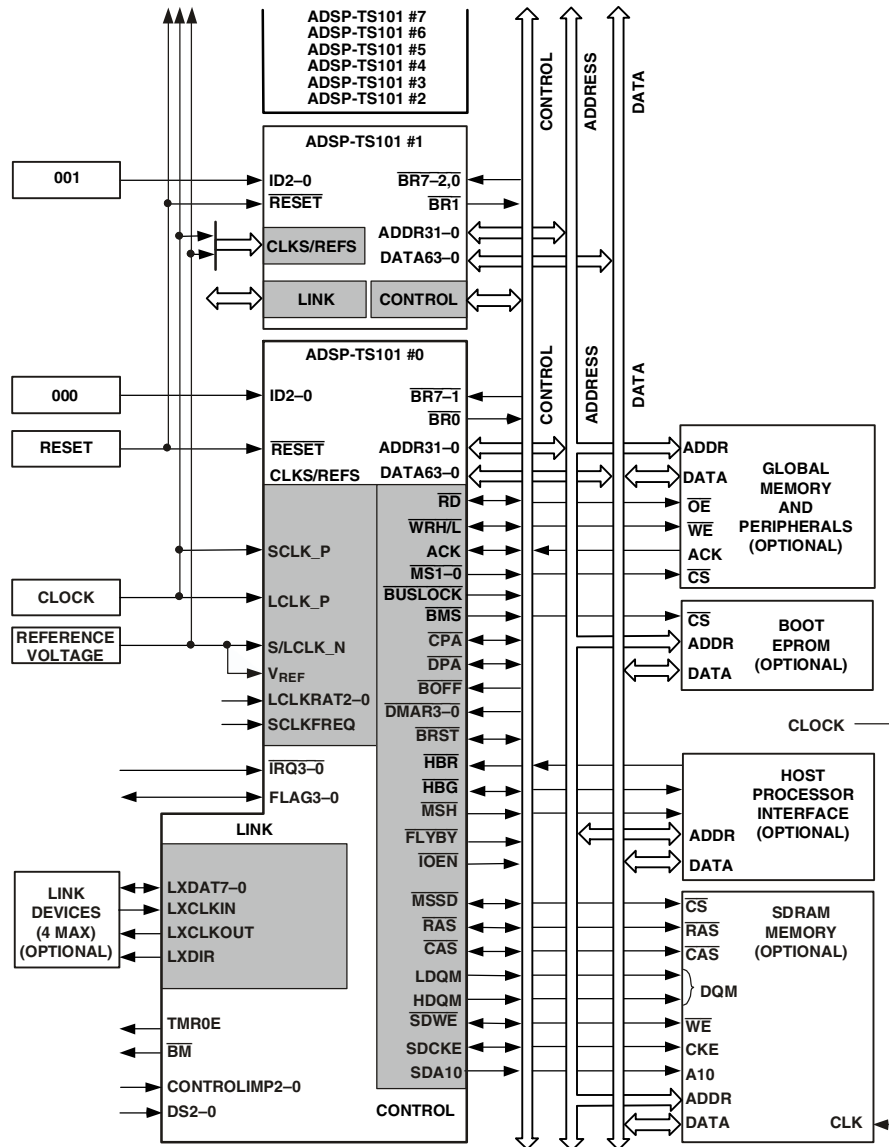 ADSP-TS101 #7
ADSP-TS101 #6
ADSP-TS101 #5
ADSP-TS101 #4
ADSP-TS101 #3
ADSP-TS101 #2
CONTROL
ADDRESS
DATA
ADSP-TS101 #1
001
ID2–0
BR7–2,0
RESET
BR1
ADDR31–0
CLKS/REFS
DATA63–0
LINK
CONTROL
ADSP-TS101 #0
CONTROL
ADDRESS
DATA
000
ID2–0
BR7–1
BR0
RESET
RESET
ADDR31–0
CLKS/REFS
DATA63–0
RD
WRH/L
SCLK_P
ACK
MS1–0
CLOCK
LCLK_P
BUSLOCK
BMS
REFERENCE
VOLTAGE
S/LCLK_N
CPA
VREF
DPA
LCLKRAT2–0
BOFF
SCLKFREQ
DMAR3–0
BRST
IRQ3–0
HBR
FLAG3–0
HBG
MSH
LINK
FLYBY
IOEN
LINK
DEVICES
(4 MAX)
(OPTIONAL)
LXDAT7–0
LXCLKIN
LXCLKOUT
LXDIR
MSSD
RAS
CAS
LDQM
HDQM
SDWE
SDCKE
SDA10
TMR0E
BM
CONTROLIMP2–0
DS2–0
CONTROL
ADDR
DATA
OE
WE
ACK
CS
GLOBAL
MEMORY
AND
PERIPHERALS
(OPTIONAL)
CS
ADDR
DATA
BOOT
EPROM
(OPTIONAL)
CLOCK
HOST
PROCESSOR
INTERFACE
(OPTIONAL)
ADDR
DATA
SDRAM
MEMORY
(OPTIONAL)
CS
RAS
CAS
DQM
WE
CKE
A10
ADDR
DATA
CLK